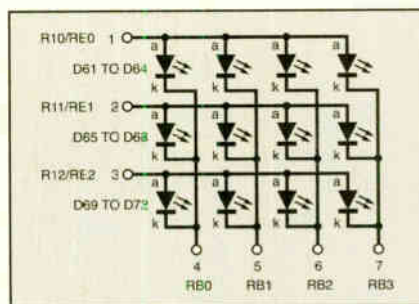 R10/RE0 1 a a a a
D61 TO D64
k k k k
R11/RE1 2 a a a a
D65 TO D68
k k k k
R12/RE2 3 a a a a
D69 TO D72
k k k k
4 5 6 7
RB0 RB1 RB2 RB3